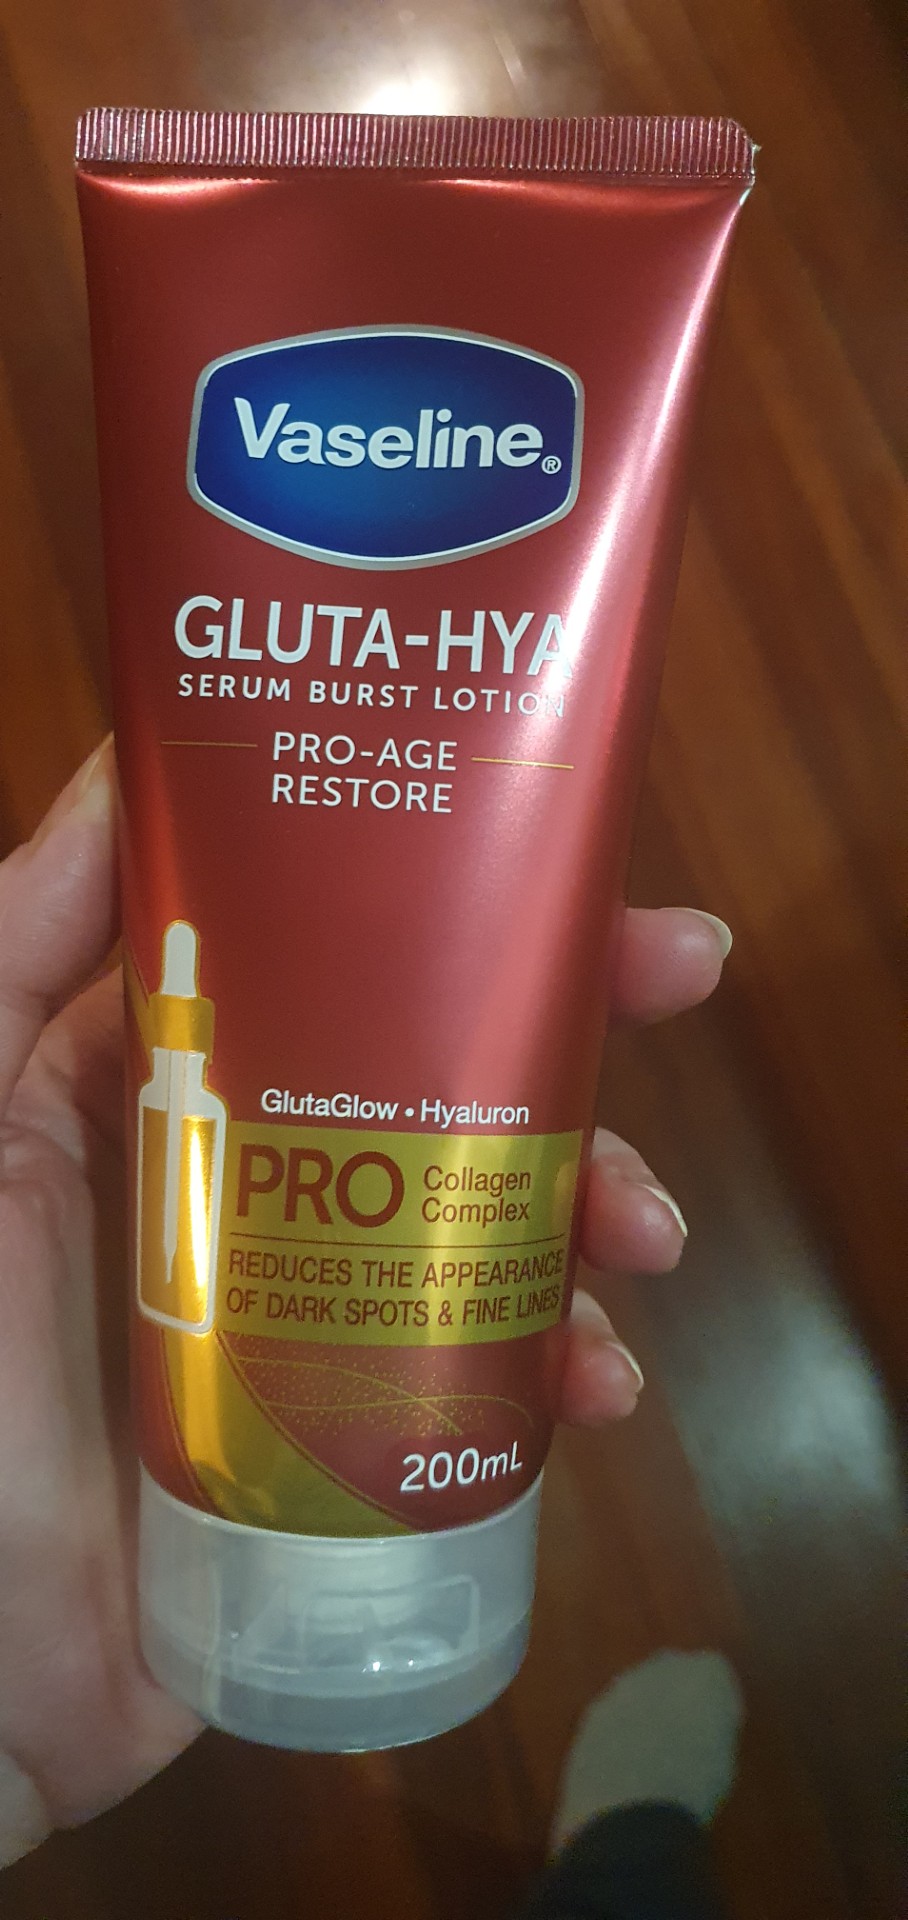 Vaseline®
GLUTA-HYA
SERUM BURST LOTION
PRO-AGE
RESTORE
GlutaGlow • Hyaluron
PRO Collagen
Complex
REDUCES THE APPEARANCE
OF DARK SPOTS & FINE LINES
200mL